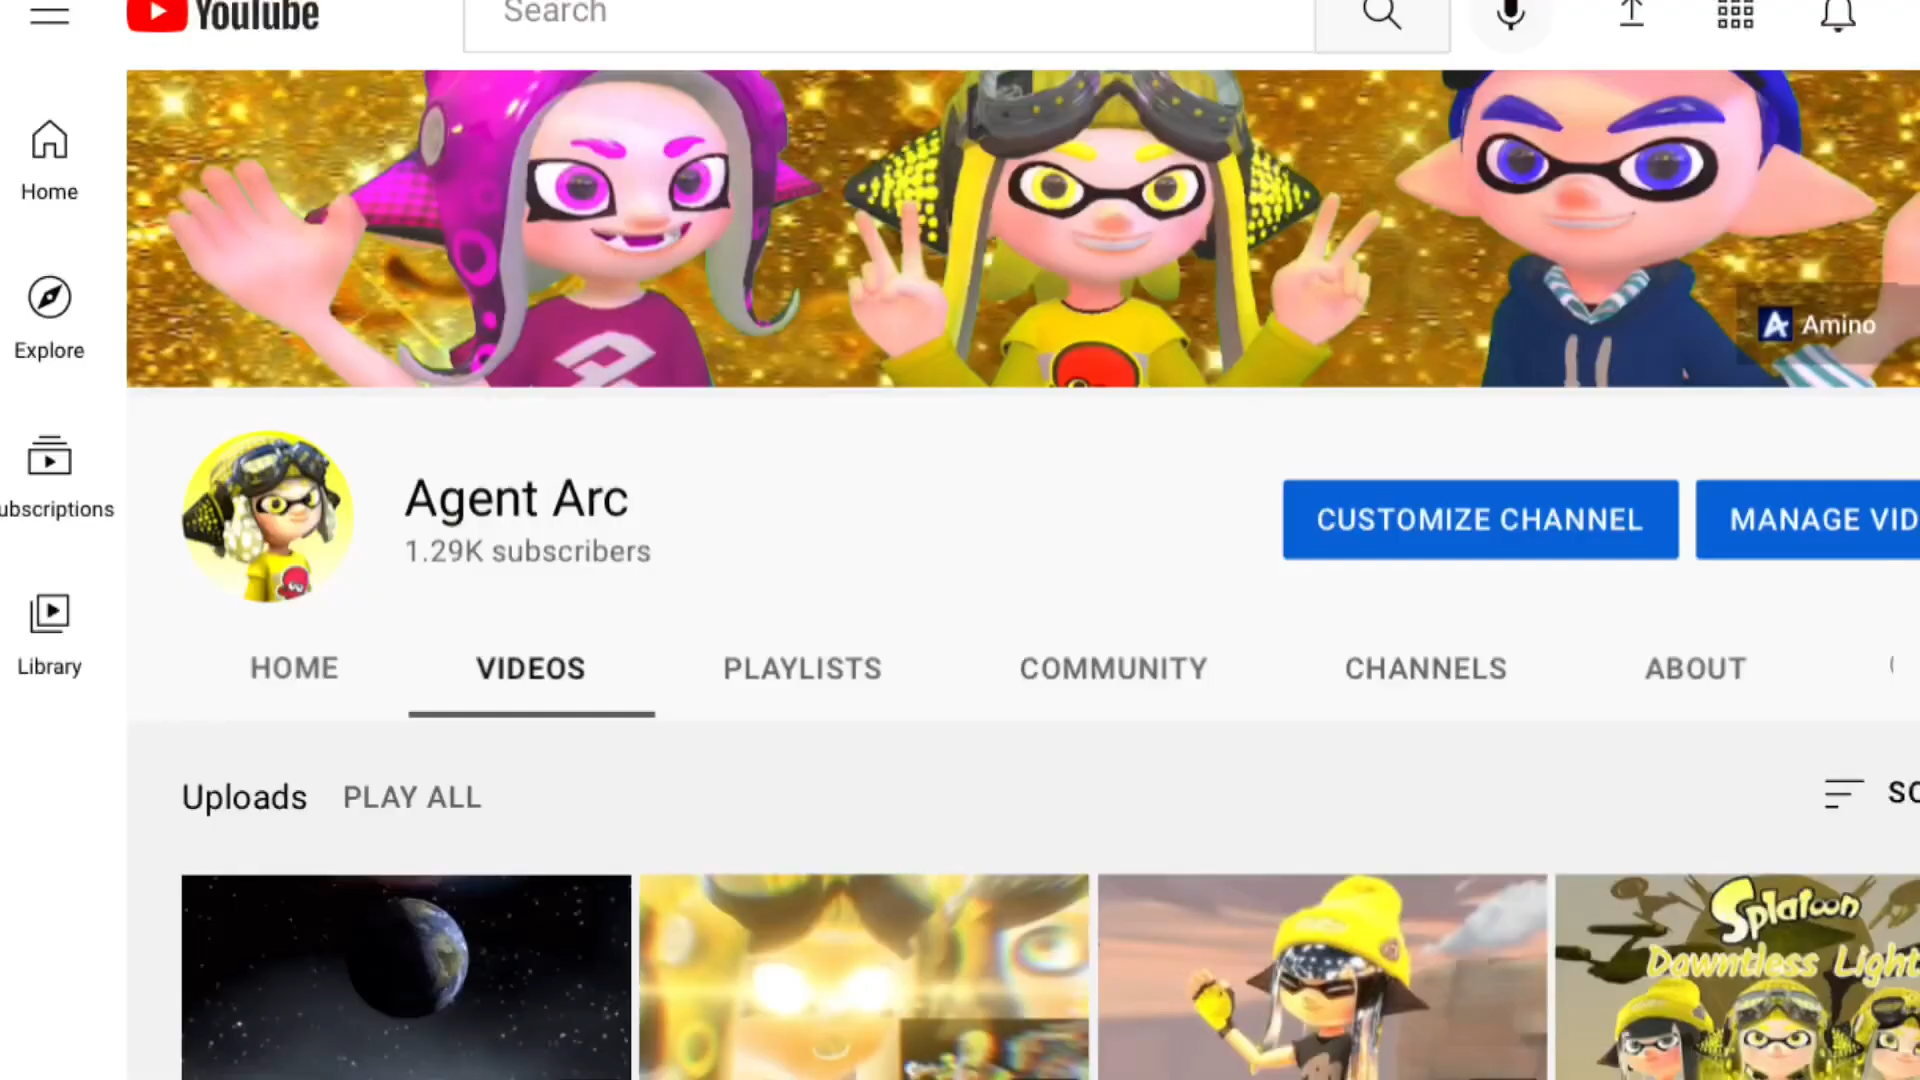 YouTube
Search
Home
Explore
ubscriptions
Library
Amino
Agent Arc
1.29K subscribers
CUSTOMIZE CHANNEL
MANAGE VID
HOME
VIDEOS
PLAYLISTS
COMMUNITY
CHANNELS
ABOUT
Uploads
PLAY ALL
SO
Splatoon
Dawntless Light